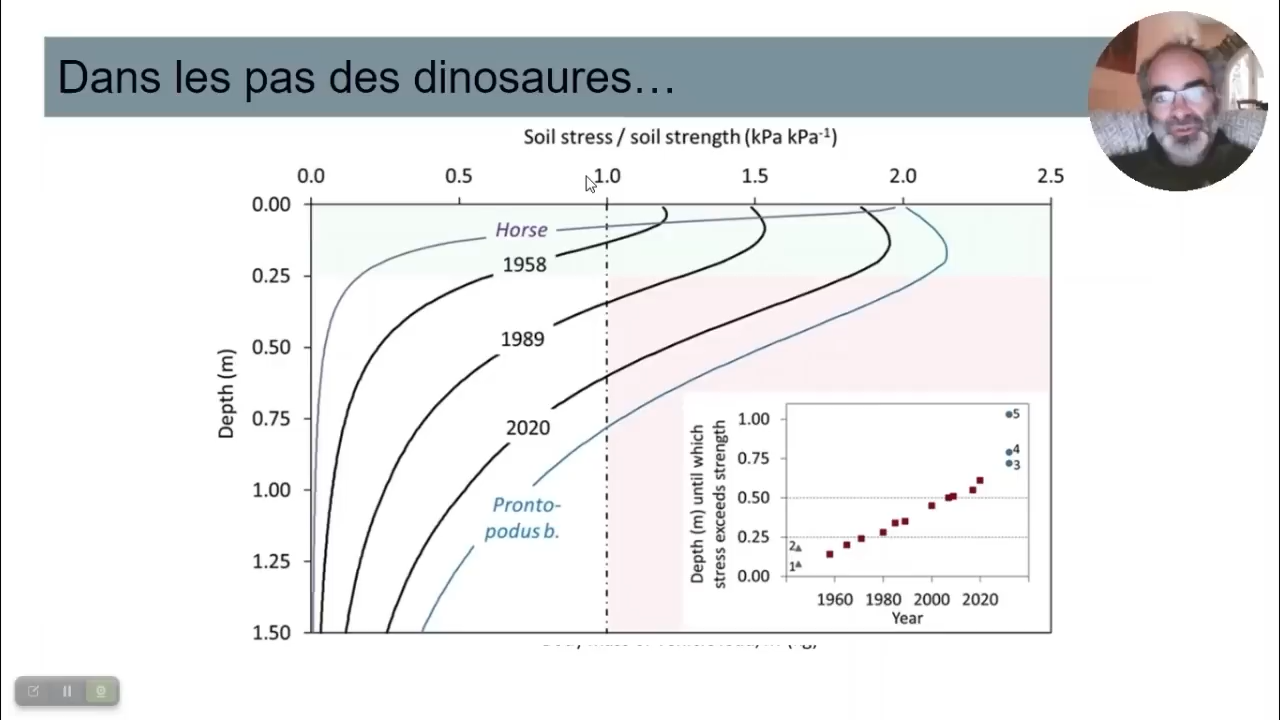 Dans les pas des dinosaures…
Soil stress / soil strength (kPa kPa⁻¹)
0.0 0.5 1.0 1.5 2.0 2.5
0.00
Horse
1958
0.25
0.50
1989
0.75
2020
1.00
Pronto-
podus b.
1.25
1.50
Depth (m)
Depth (m) until which
stress exceeds strength
1.00
0.75
0.50
0.25
0.00
5
4
3
2
1
1960 1980 2000 2020
Year